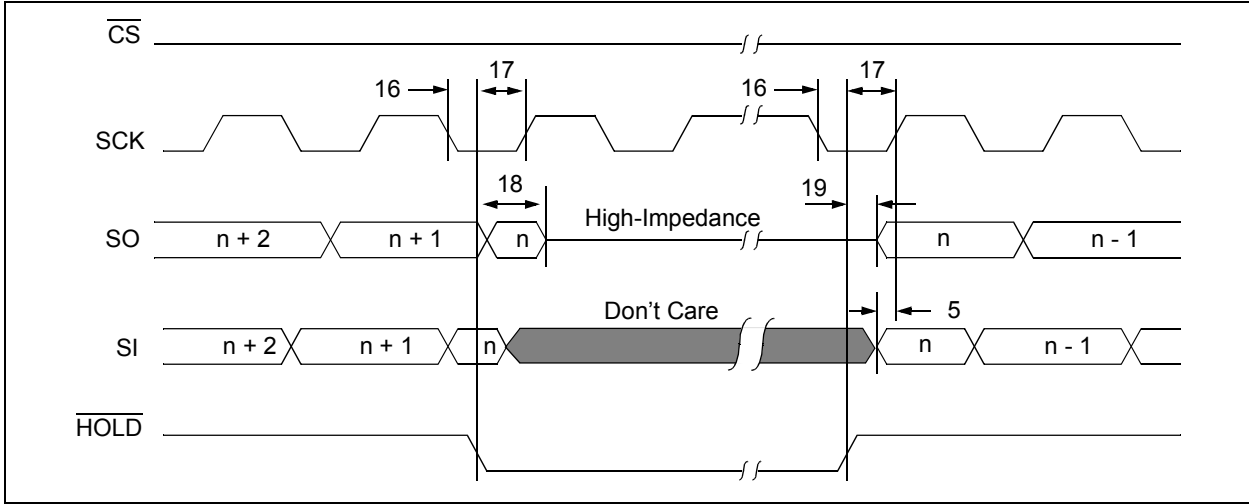 CS
16 17 16 17
SCK
18 19
SO n + 2 n + 1 n High-Impedance n n - 1
Don't Care 5
SI n + 2 n + 1 n n n - 1
HOLD